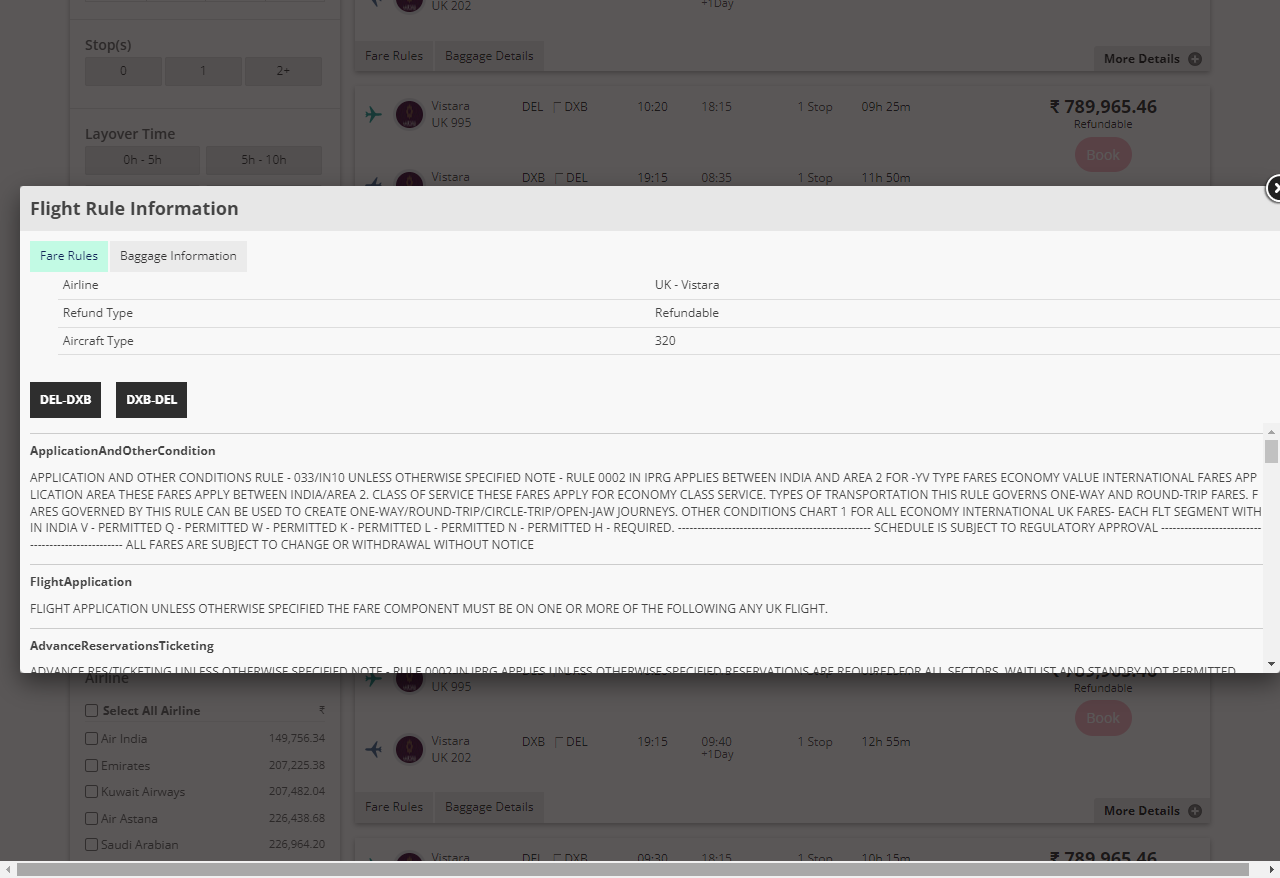 UK 202
+1Day
Stop(s)
0 1 2+
Fare Rules Baggage Details
More Details
Vistara DEL DXB 10:20 18:15 1 Stop 09h 25m ₹ 789,965.46
UK 995
Refundable
Layover Time
0h - 5h 5h - 10h
Book
Vistara DXB DEL 19:15 08:35 1 Stop 11h 50m
Flight Rule Information
Fare Rules Baggage Information
Airline UK - Vistara
Refund Type Refundable
Aircraft Type 320
DEL-DXB DXB-DEL
ApplicationAndOtherCondition
APPLICATION AND OTHER CONDITIONS RULE - 033/IN10 UNLESS OTHERWISE SPECIFIED NOTE - RULE 0002 IN IPRG APPLIES BETWEEN INDIA AND AREA 2 FOR -YV TYPE FARES ECONOMY VALUE INTERNATIONAL FARES APP
LICATION AREA THESE FARES APPLY BETWEEN INDIA/AREA 2. CLASS OF SERVICE THESE FARES APPLY FOR ECONOMY CLASS SERVICE. TYPES OF TRANSPORTATION THIS RULE GOVERNS ONE-WAY AND ROUND-TRIP FARES. F
ARES GOVERNED BY THIS RULE CAN BE USED TO CREATE ONE-WAY/ROUND-TRIP/CIRCLE-TRIP/OPEN-JAW JOURNEYS. OTHER CONDITIONS CHART 1 FOR ALL ECONOMY INTERNATIONAL UK FARES- EACH FLT SEGMENT WITH
IN INDIA V - PERMITTED Q - PERMITTED W - PERMITTED K - PERMITTED L - PERMITTED N - PERMITTED H - REQUIRED. -------------------------------------------------- SCHEDULE IS SUBJECT TO REGULATORY APPROVAL --------------------------
------------------------ ALL FARES ARE SUBJECT TO CHANGE OR WITHDRAWAL WITHOUT NOTICE
FlightApplication
FLIGHT APPLICATION UNLESS OTHERWISE SPECIFIED THE FARE COMPONENT MUST BE ON ONE OR MORE OF THE FOLLOWING ANY UK FLIGHT.
AdvanceReservationsTicketing
ADVANCE RES/TICKETING UNLESS OTHERWISE SPECIFIED NOTE - RULE 0002 IN IPRG APPLIES UNLESS OTHERWISE SPECIFIED RESERVATIONS ARE REQUIRED FOR ALL SECTORS. WAITLIST AND STANDBY NOT PERMITTED.
Airline
UK 995
₹ 789,965.46
Refundable
Select All Airline ₹
Book
Air India 149,756.34
Vistara DXB DEL 19:15 09:40 1 Stop 12h 55m
UK 202 +1Day
Emirates 207,225.38
Kuwait Airways 207,482.04
Fare Rules Baggage Details
More Details
Air Astana 226,438.68
Saudi Arabian 226,964.20
Vistara DEL DXB 09:30 18:15 1 Stop 10h 15m ₹ 789,965.46